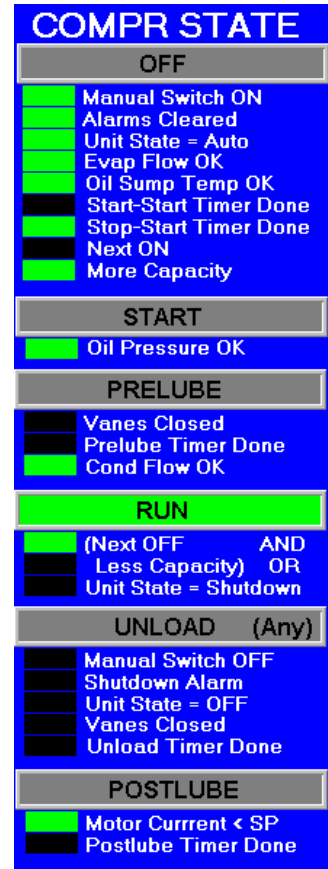 COMPR STATE
OFF
Manual Switch ON
Alarms Cleared
Unit State = Auto
Evap Flow OK
Oil Sump Temp OK
Start-Start Timer Done
Stop-Start Timer Done
Next ON
More Capacity
START
Oil Pressure OK
PRELUBE
Vanes Closed
Prelube Timer Done
Cond Flow OK
RUN
(Next OFF AND
Less Capacity) OR
Unit State = Shutdown
UNLOAD (Any)
Manual Switch OFF
Shutdown Alarm
Unit State = OFF
Vanes Closed
Unload Timer Done
POSTLUBE
Motor Currrent < SP
Postlube Timer Done